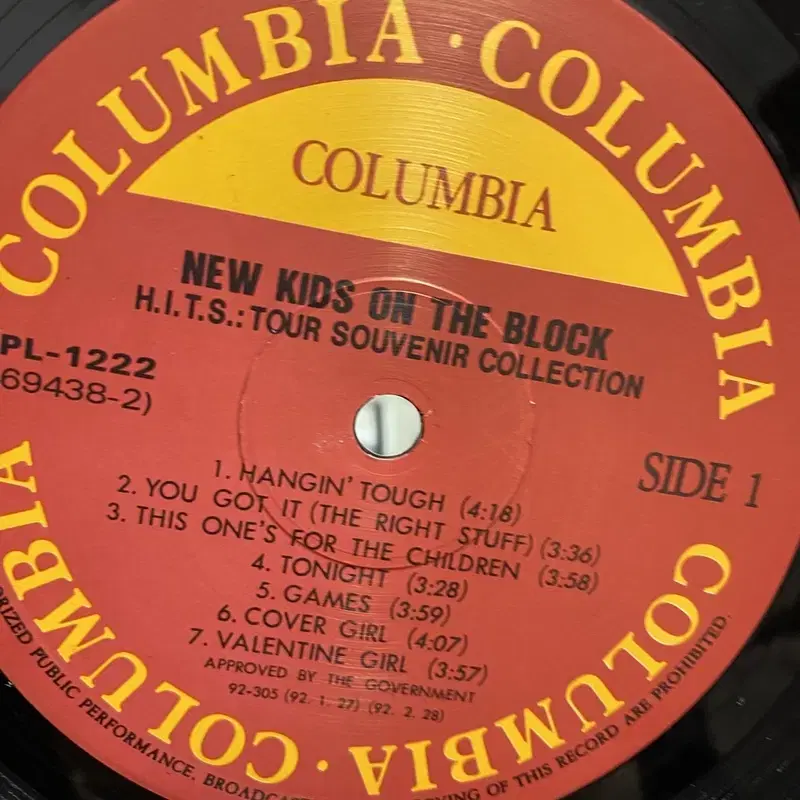 COLUMBIA · COLUMBIA
COLUMBIA
NEW KIDS ON THE BLOCK
H.I.T.S.: TOUR SOUVENIR COLLECTION
PL-1222
69438-2)
SIDE 1
1. HANGIN' TOUGH (4:18)
2. YOU GOT IT (THE RIGHT STUFF) (3:36)
3. THIS ONE'S FOR THE CHILDREN (3:58)
4. TONIGHT (3:28)
5. GAMES (3:59)
6. COVER GIRL (4:07)
7. VALENTINE GIRL (3:57)
APPROVED BY THE GOVERNMENT
92-305 (92. 1. 27) (92. 2. 28)
COLUMBIA · COLUMBIA
COLUMBIA
PUBLIC PERFORMANCE, OF THIS RECORD ARE PROHIBITED.